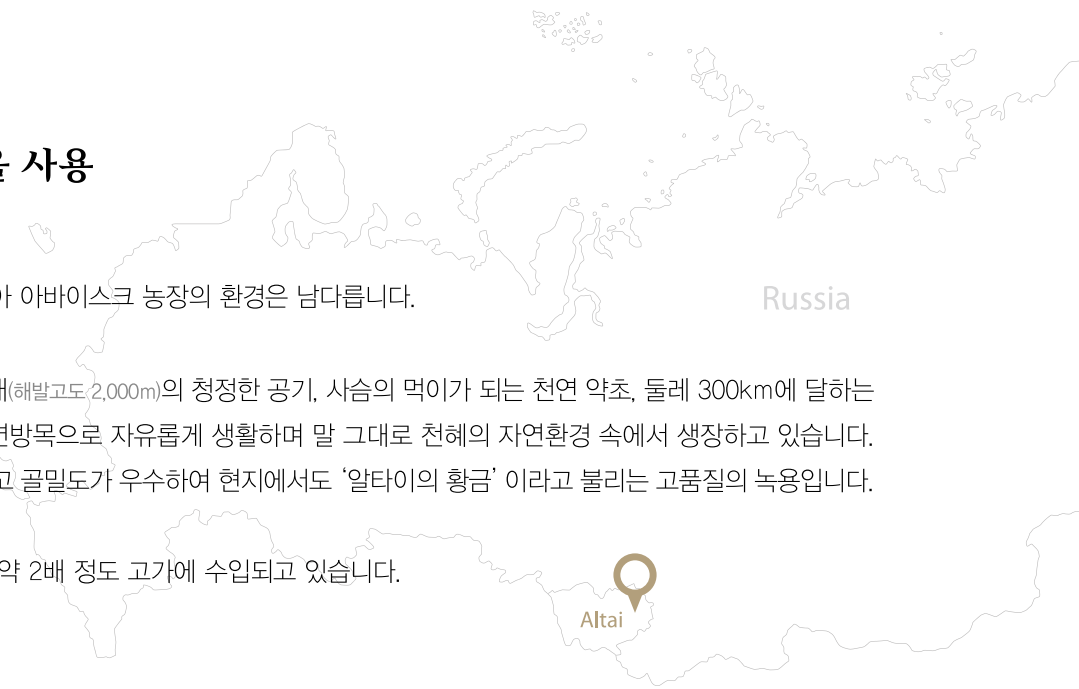 사용
아바이스크 농장의 환경은 남다릅니다.
Russia
(해발고도 2,000m)의 청정한 공기, 사슴의 먹이가 되는 천연 약초, 둘레 300km에 달하는
연방목으로 자유롭게 생활하며 말 그대로 천혜의 자연환경 속에서 생장하고 있습니다.
고 골밀도가 우수하여 현지에서도 ‘알타이의 황금’ 이라고 불리는 고품질의 녹용입니다.
약 2배 정도 고가에 수입되고 있습니다.
Altai